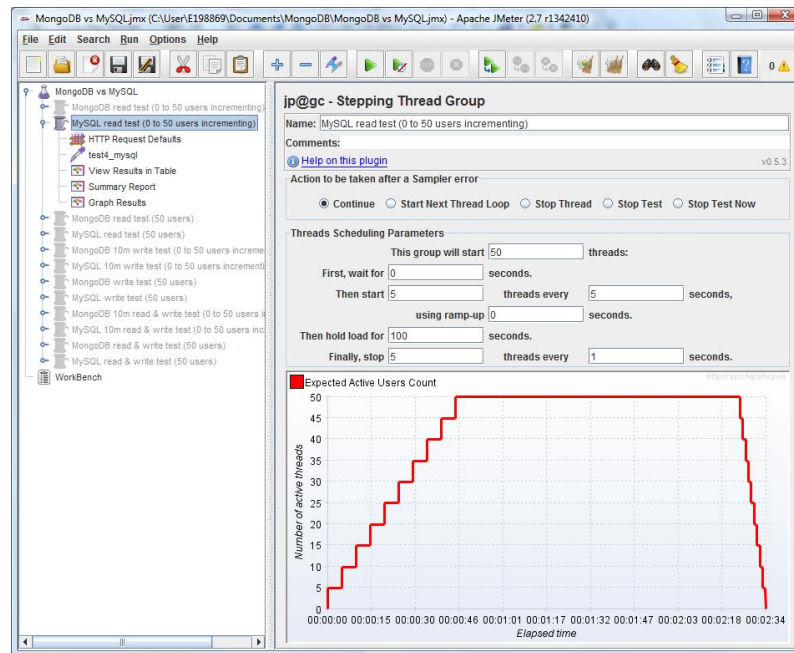 MongoDB vs MySQL (C:\User\E198869\Documents\MongoDB\MongoDB vs MySQL.jmx) - Apache JMeter (2.7 r1342410)
File Edit Search Run Options Help
0
MongoDB vs MySQL
MongoDB read test (0 to 50 users incrementing)
MySQL read test (0 to 50 users incrementing)
HTTP Request Defaults
test4_mysql
View Results in Table
Summary Report
Graph Results
MongoDB read test (50 users)
MySQL read test (50 users)
MongoDB 10m write test (0 to 50 users increme
MySQL 10m write test (0 to 50 users incrementi
MongoDB write test (50 users)
MySQL write test (50 users)
MongoDB 10m read & write test (0 to 50 users i
MySQL 10m read & write test (0 to 50 users inc
MongoDB read & write test (50 users)
MySQL read & write test (50 users)
WorkBench
jp@gc - Stepping Thread Group
Name: MySQL read test (0 to 50 users incrementing)
Comments:
Help on this plugin v0.5.3
Action to be taken after a Sampler error
Continue Start Next Thread Loop Stop Thread Stop Test Stop Test Now
Threads Scheduling Parameters
This group will start 50 threads:
First, wait for 0 seconds.
Then start 5 threads every 5 seconds,
using ramp-up 0 seconds.
Then hold load for 100 seconds.
Finally, stop 5 threads every 1 seconds.
Expected Active Users Count
50
45
40
35
30
25
20
15
10
5
0
Number of active threads
00:00:00 00:00:15 00:00:30 00:00:46 00:01:01 00:01:17 00:01:32 00:01:47 00:02:03 00:02:18 00:02:34
Elapsed time